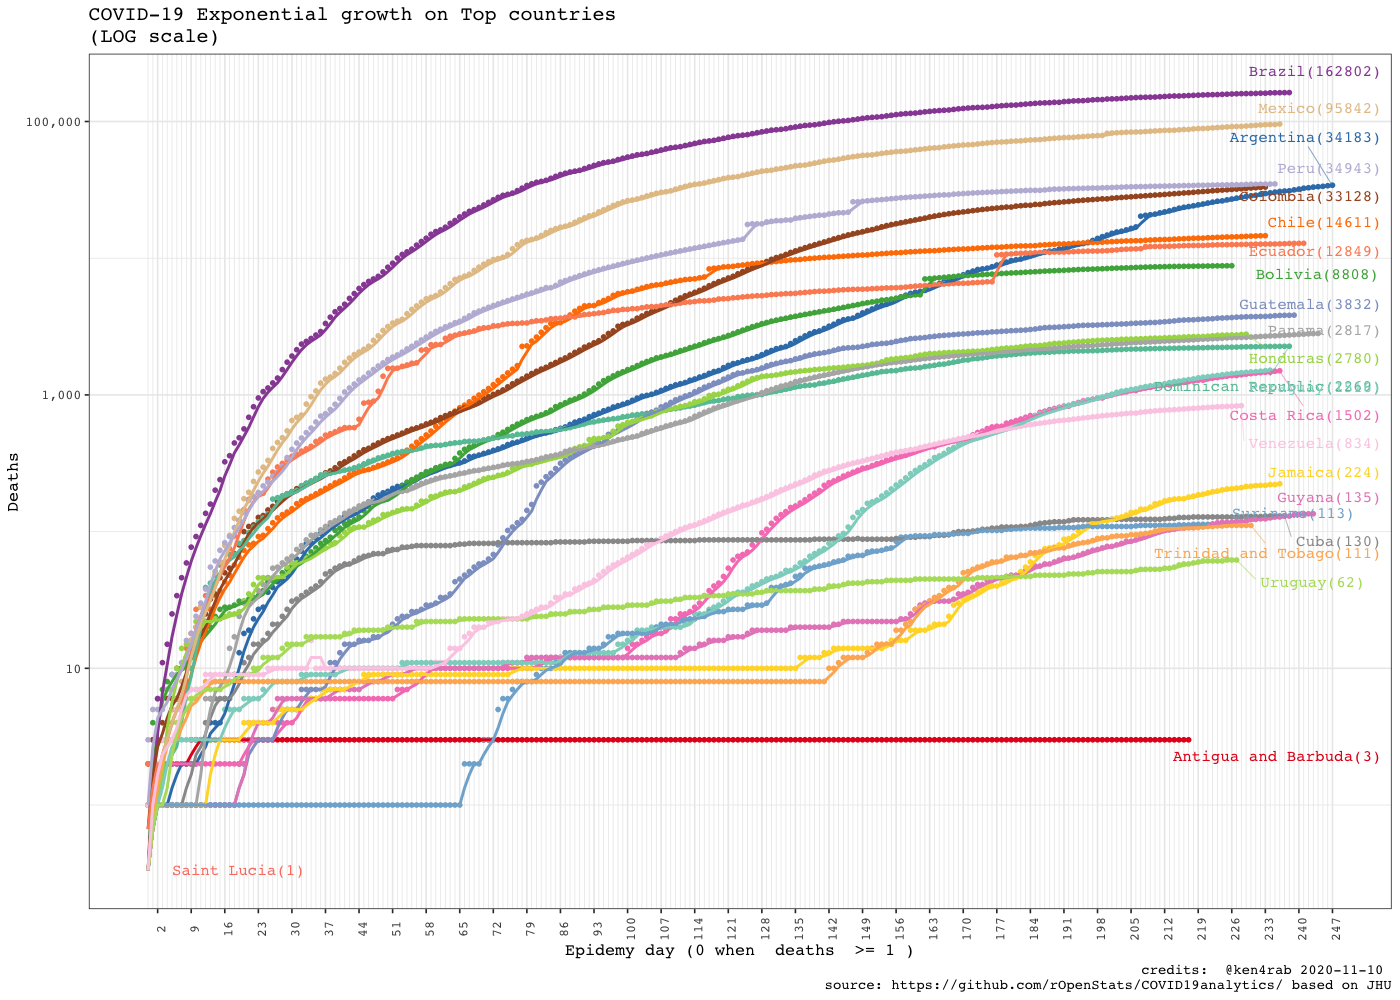 COVID-19 Exponential growth on Top countries
(LOG scale)
Deaths
100,000
1,000
10
Brazil(162802)
Mexico(95842)
Argentina(34183)
Peru(34943)
Colombia(33128)
Chile(14611)
Ecuador(12849)
Bolivia(8808)
Guatemala(3832)
Panama(2817)
Honduras(2780)
Dominican Republic(2269)
Costa Rica(1502)
Venezuela(834)
Jamaica(224)
Guyana(135)
Suriname(113)
Cuba(130)
Trinidad and Tobago(111)
Uruguay(62)
Antigua and Barbuda(3)
Saint Lucia(1)
2 9 16 23 30 37 44 51 58 65 72 79 86 93 100 107 114 121 128 135 142 149 156 163 170 177 184 191 198 205 212 219 226 233 240 247
Epidemy day (0 when  deaths  >= 1 )
credits:  @ken4rab 2020-11-10
source: https://github.com/rOpenStats/COVID19analytics/ based on JHU